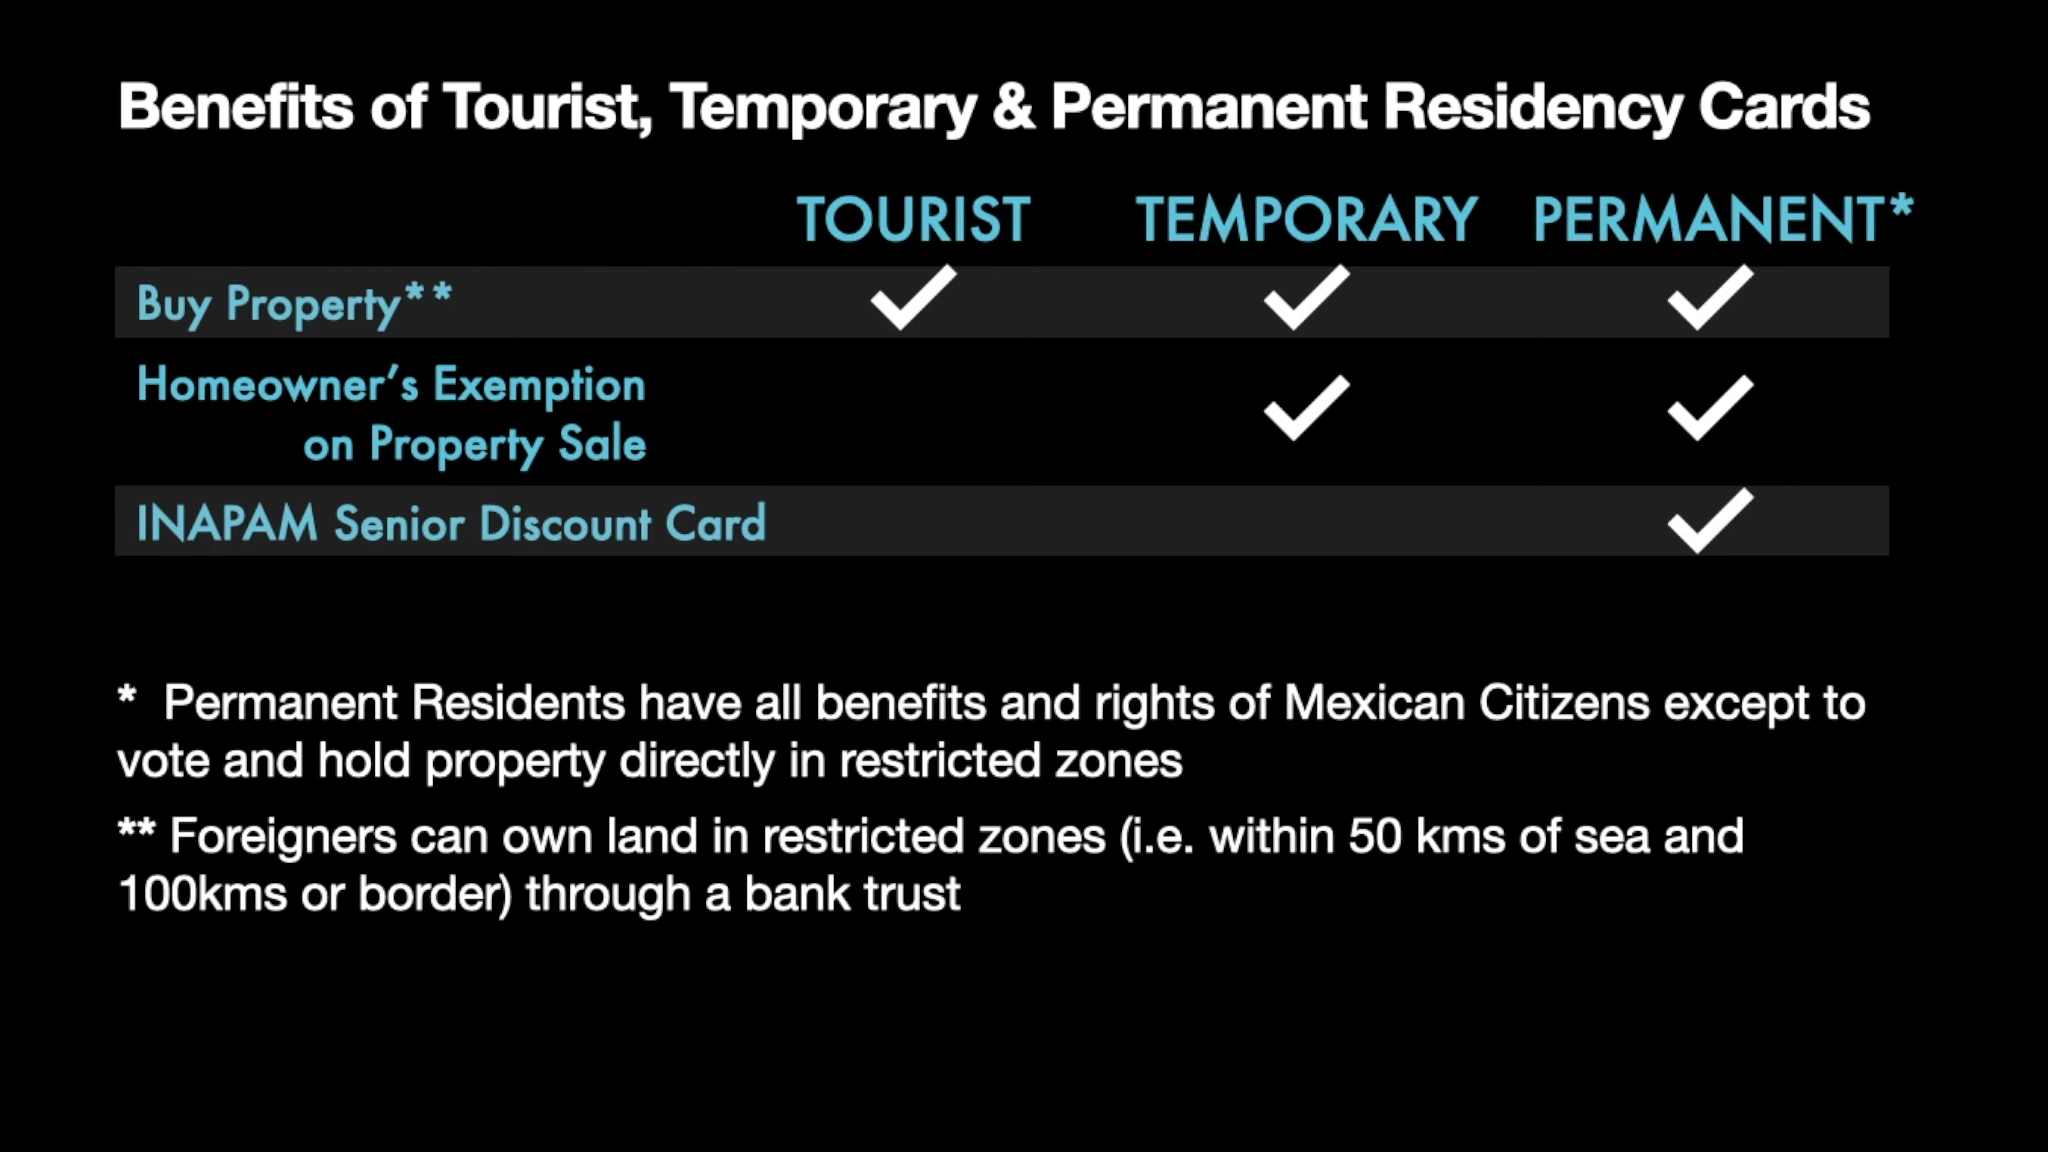 Benefits of Tourist, Temporary & Permanent Residency Cards
TOURIST TEMPORARY PERMANENT*
Buy Property**
Homeowner’s Exemption
on Property Sale
INAPAM Senior Discount Card
* Permanent Residents have all benefits and rights of Mexican Citizens except to
vote and hold property directly in restricted zones
** Foreigners can own land in restricted zones (i.e. within 50 kms of sea and
100kms or border) through a bank trust